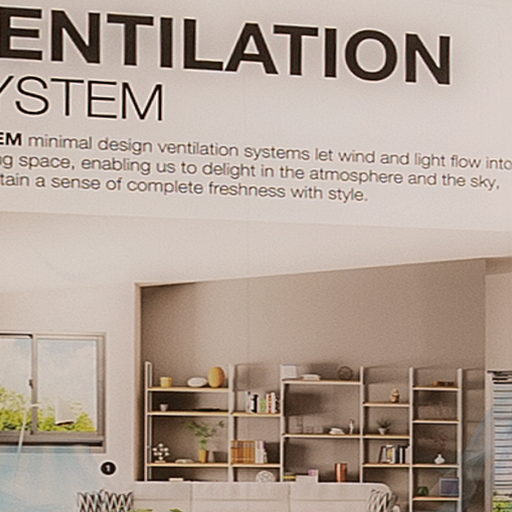 ENTILATION
YSTEM
EM minimal design ventilation systems let wind and light flow into
g space, enabling us to delight in the atmosphere and the sky,
tain a sense of complete freshness with style.
1